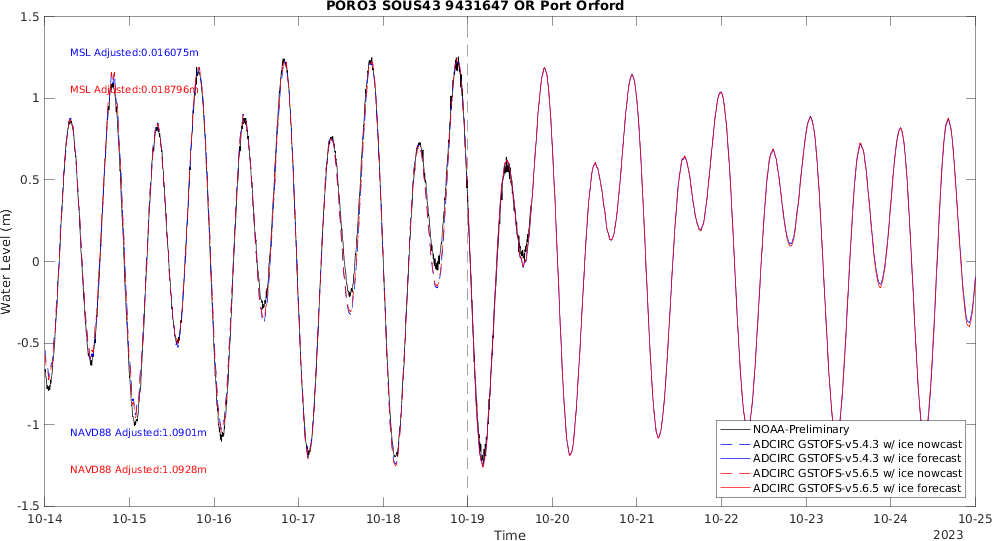 PORO3 SOUS43 9431647 OR Port Orford
1.5
MSL Adjusted:0.016075m
MSL Adjusted:0.018796m
1
0.5
0
Water Level (m)
-0.5
-1
NAVD88 Adjusted:1.0901m
NAVD88 Adjusted:1.0928m
-1.5
NOAA-Preliminary
ADCIRC GSTOFS-v5.4.3 w/ ice nowcast
ADCIRC GSTOFS-v5.4.3 w/ ice forecast
ADCIRC GSTOFS-v5.6.5 w/ ice nowcast
ADCIRC GSTOFS-v5.6.5 w/ ice forecast
10-14 10-15 10-16 10-17 10-18 10-19 10-20 10-21 10-22 10-23 10-24 10-25
Time
2023